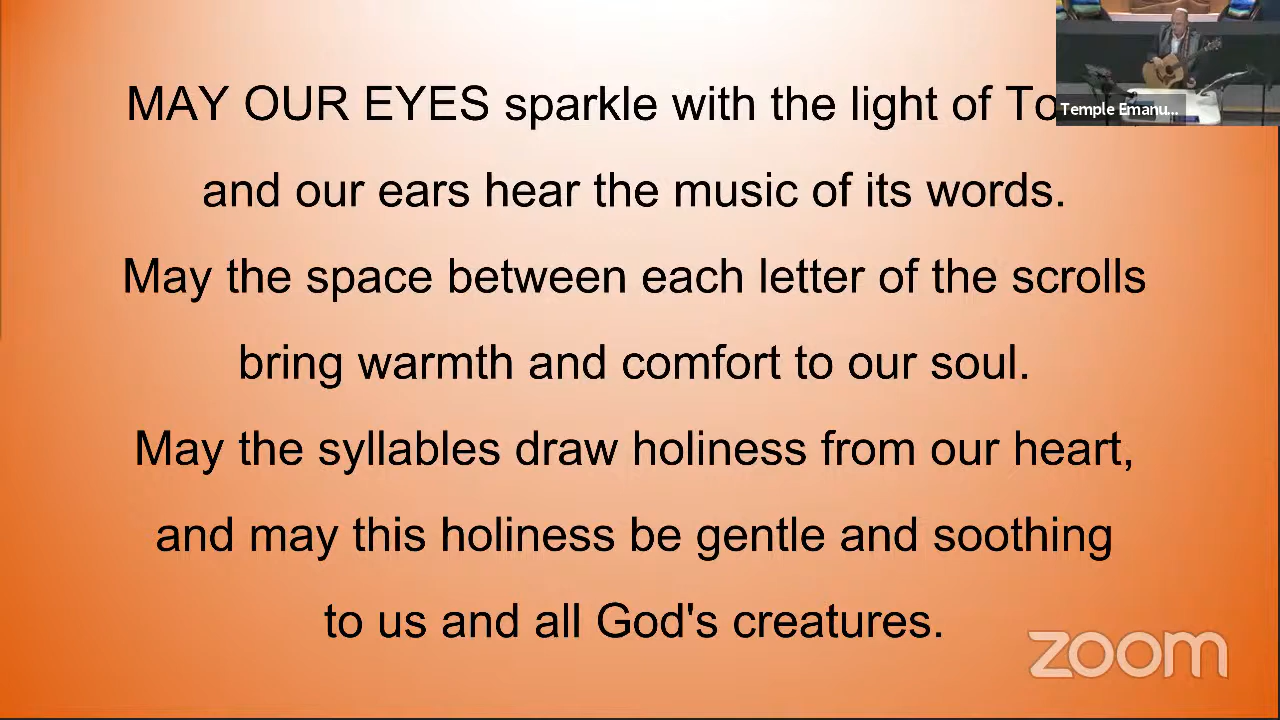 MAY OUR EYES sparkle with the light of
Temple Emanu...
and our ears hear the music of its words.
May the space between each letter of the scrolls
bring warmth and comfort to our soul.
May the syllables draw holiness from our heart,
and may this holiness be gentle and soothing
to us and all God's creatures.
zoom